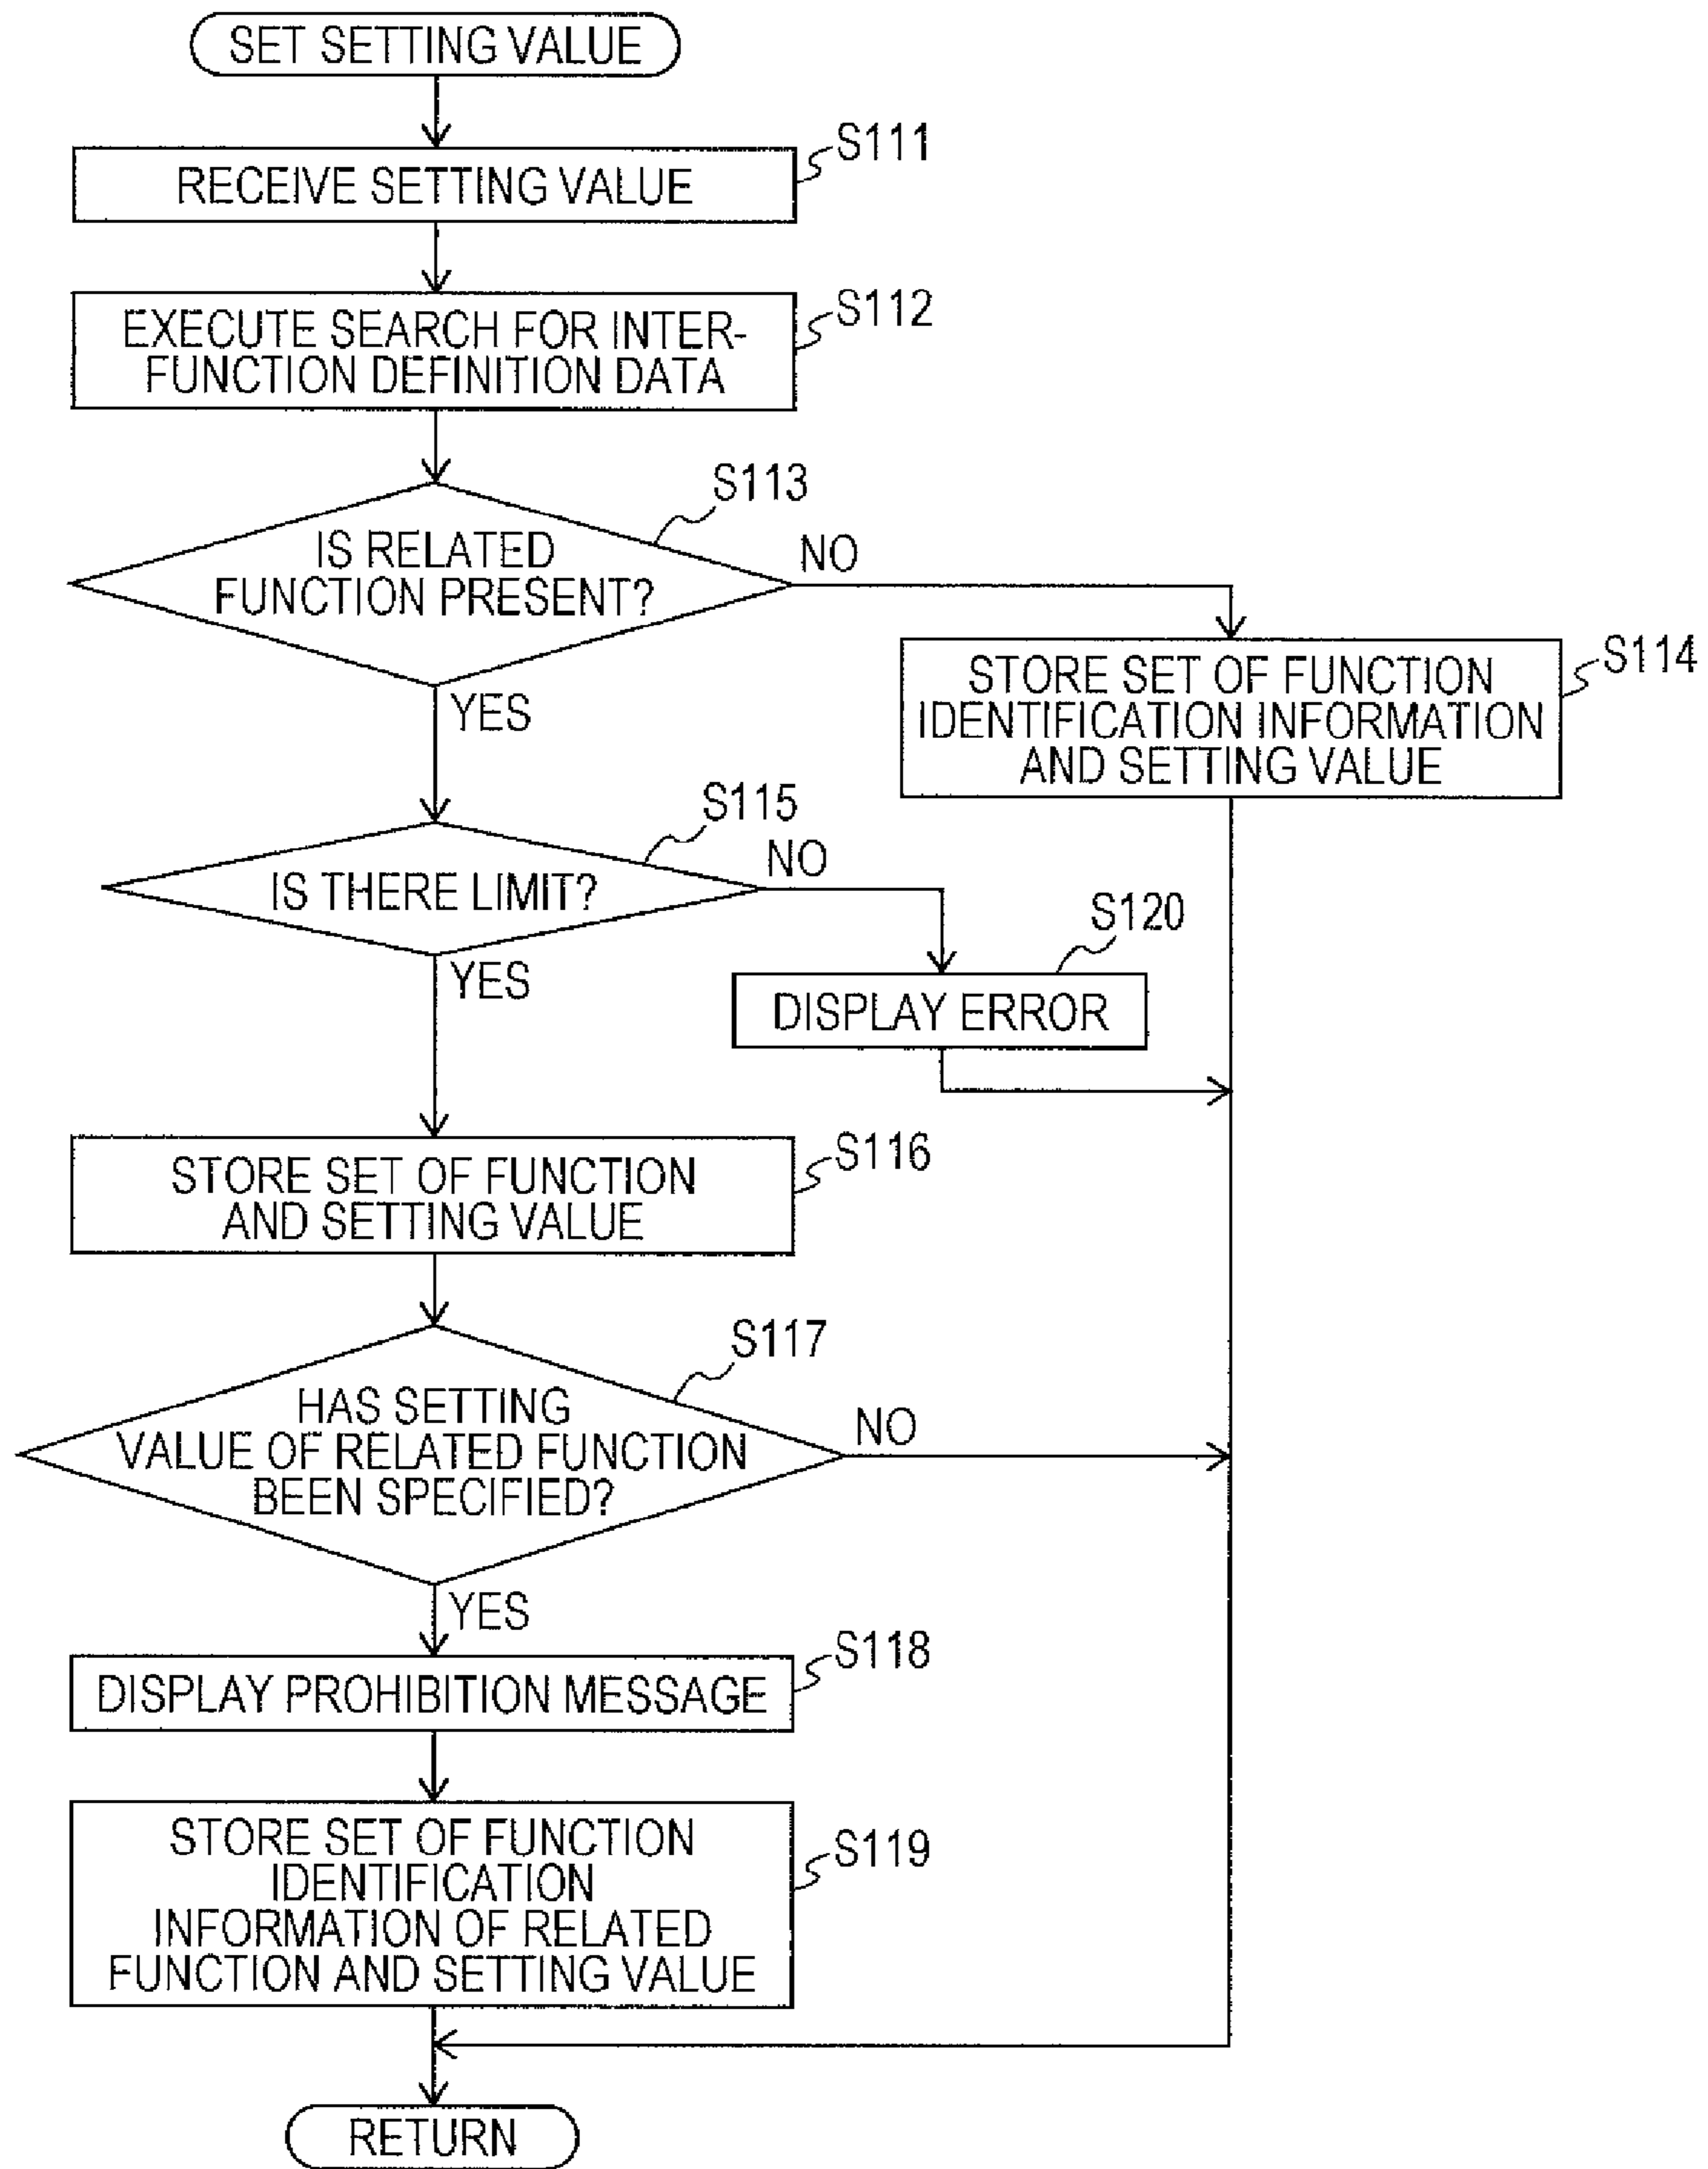 SET SETTING VALUE
S111
RECEIVE SETTING VALUE
S112
EXECUTE SEARCH FOR INTER-
FUNCTION DEFINITION DATA
S113
IS RELATED
FUNCTION PRESENT?
NO
YES
S114
STORE SET OF FUNCTION
IDENTIFICATION INFORMATION
AND SETTING VALUE
S115
IS THERE LIMIT?
NO
YES
S120
DISPLAY ERROR
S116
STORE SET OF FUNCTION
AND SETTING VALUE
S117
HAS SETTING
VALUE OF RELATED FUNCTION
BEEN SPECIFIED?
NO
YES
S118
DISPLAY PROHIBITION MESSAGE
S119
STORE SET OF FUNCTION
IDENTIFICATION
INFORMATION OF RELATED
FUNCTION AND SETTING VALUE
RETURN